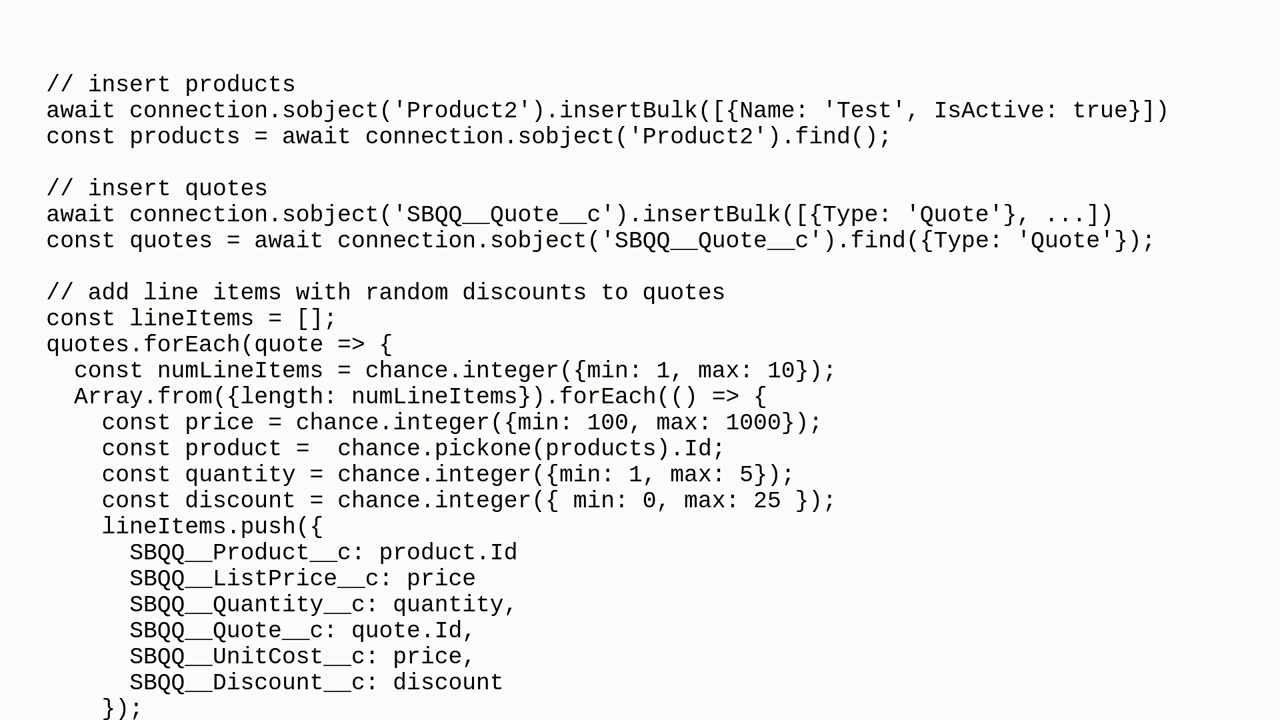 // insert products
await connection.sobject('Product2').insertBulk([{Name: 'Test', IsActive: true}])
const products = await connection.sobject('Product2').find();
// insert quotes
await connection.sobject('SBQQ__Quote__c').insertBulk([{Type: 'Quote'}, ...])
const quotes = await connection.sobject('SBQQ__Quote__c').find({Type: 'Quote'});
// add line items with random discounts to quotes
const lineItems = [];
quotes.forEach(quote => {
  const numLineItems = chance.integer({min: 1, max: 10});
  Array.from({length: numLineItems}).forEach(() => {
    const price = chance.integer({min: 100, max: 1000});
    const product =  chance.pickone(products).Id;
    const quantity = chance.integer({min: 1, max: 5});
    const discount = chance.integer({ min: 0, max: 25 });
    lineItems.push({
      SBQQ__Product__c: product.Id
      SBQQ__ListPrice__c: price
      SBQQ__Quantity__c: quantity,
      SBQQ__Quote__c: quote.Id,
      SBQQ__UnitCost__c: price,
      SBQQ__Discount__c: discount
    });